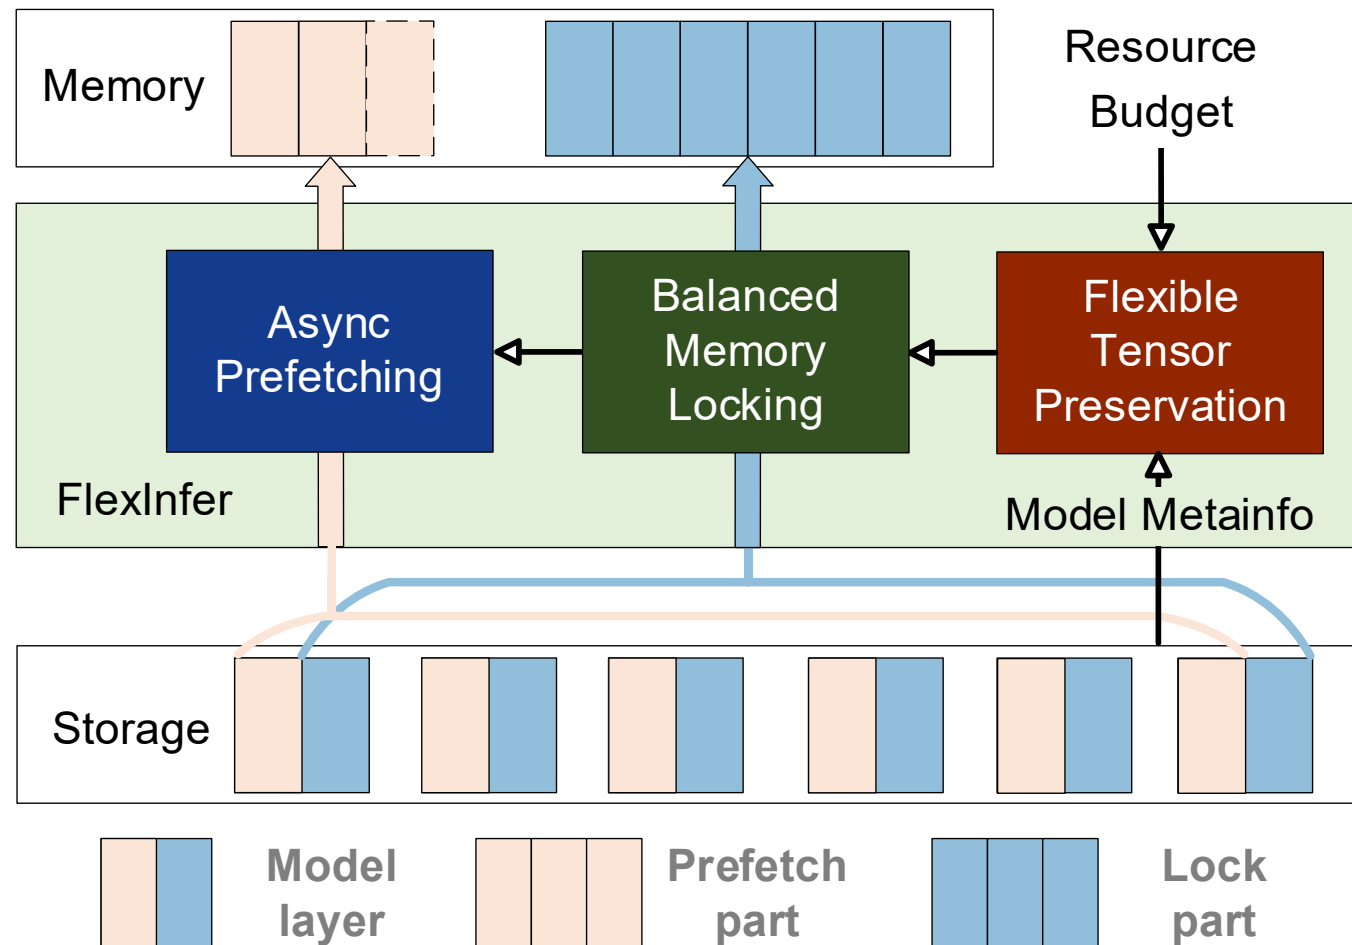 Memory
Resource
Budget
Async
Prefetching
Balanced
Memory
Locking
Flexible
Tensor
Preservation
FlexInfer
Model Metainfo
Storage
Model
layer
Prefetch
part
Lock
part